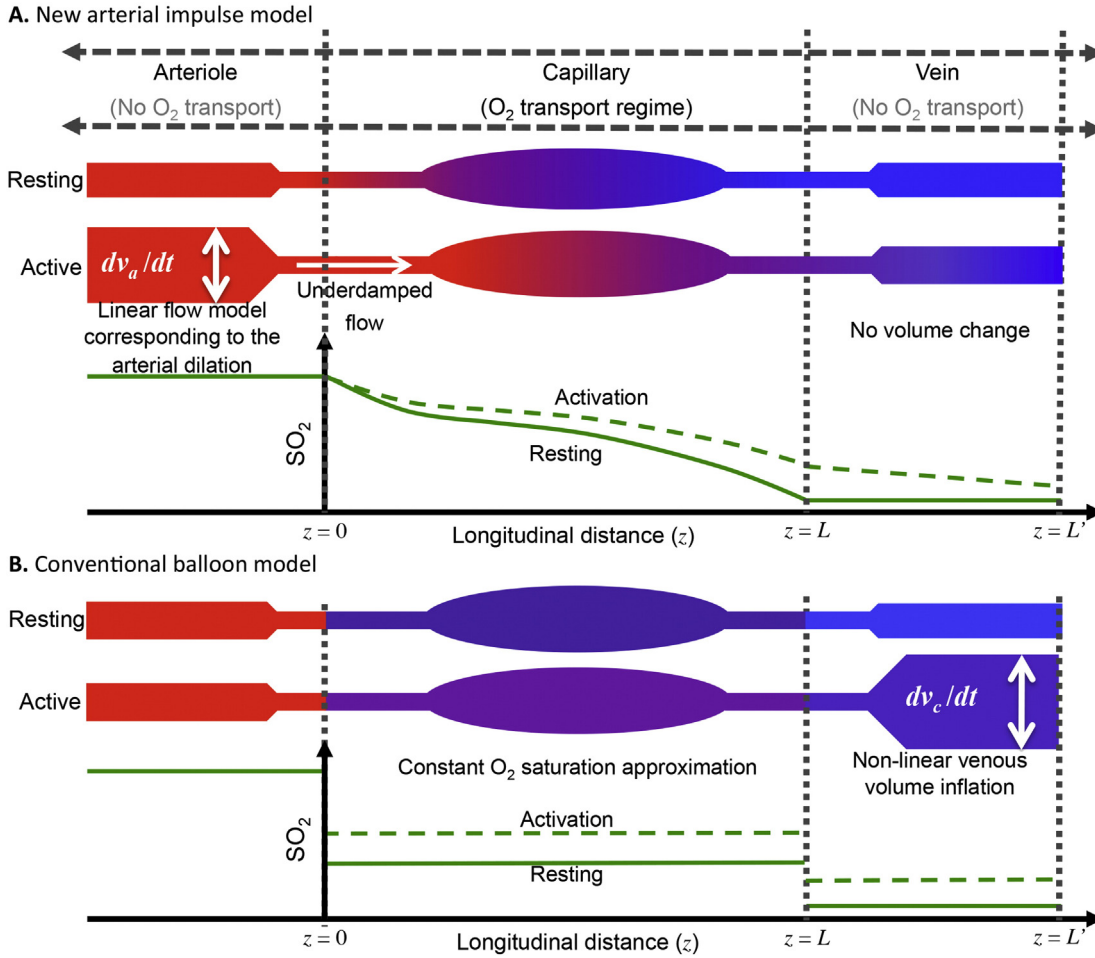 A. New arterial impulse model
Arteriole
Capillary
Vein
(No O₂ transport)
(O₂ transport regime)
(No O₂ transport)
Resting
Active
dvₐ/dt
Underdamped
flow
Linear flow model
corresponding to the
arterial dilation
No volume change
SO₂
Activation
Resting
z = 0
Longitudinal distance (z)
z = L
z = L’
B. Conventional balloon model
Resting
Active
dv_c/dt
Constant O₂ saturation approximation
Non-linear venous
volume inflation
SO₂
Activation
Resting
z = 0
Longitudinal distance (z)
z = L
z = L’